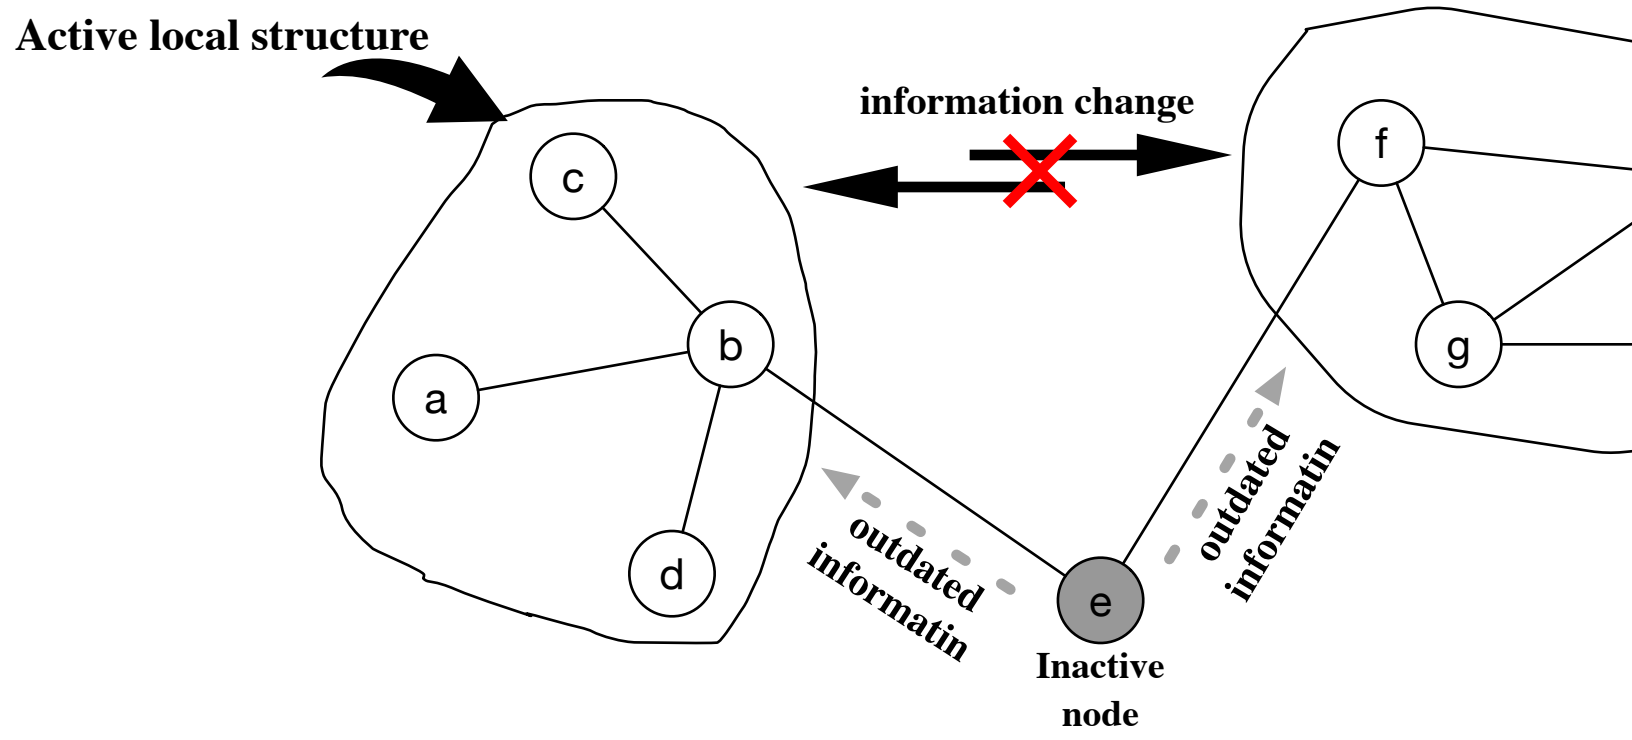 Active local structure
information change
c
f
b
g
a
outdated
informatin
outdated
informatin
d
e
Inactive
node